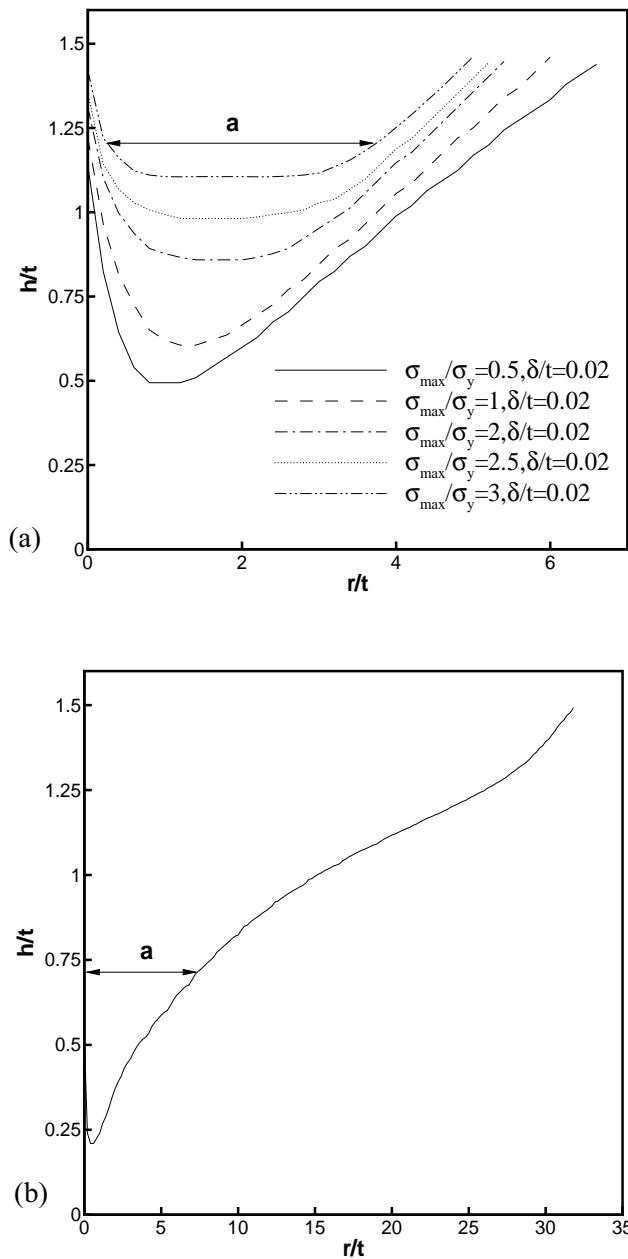 1.5
1.25
1
0.75
0.5
0.25
0
h/t
a
σmax/σy=0.5,δ/t=0.02
σmax/σy=1,δ/t=0.02
σmax/σy=2,δ/t=0.02
σmax/σy=2.5,δ/t=0.02
σmax/σy=3,δ/t=0.02
(a)
0 2 4 6
r/t
1.5
1.25
1
0.75
0.5
0.25
0
h/t
a
(b)
0 5 10 15 20 25 30 35
r/t